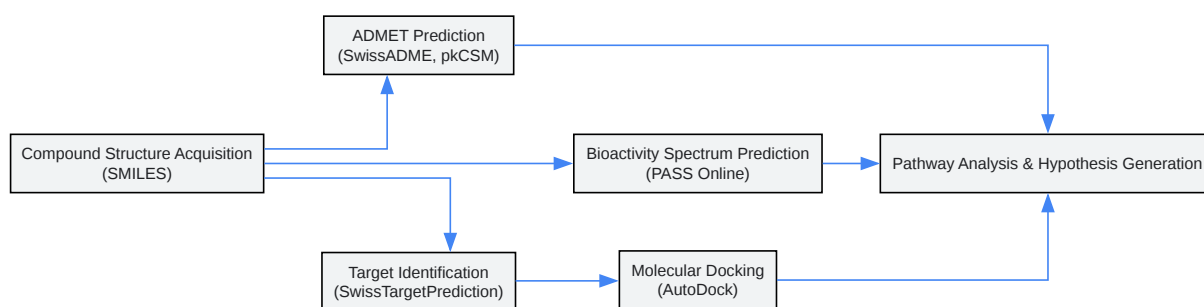 ADMET Prediction
(SwissADME, pkCSM)
Compound Structure Acquisition
(SMILES)
Bioactivity Spectrum Prediction
(PASS Online)
Pathway Analysis & Hypothesis Generation
Target Identification
(SwissTargetPrediction)
Molecular Docking
(AutoDock)